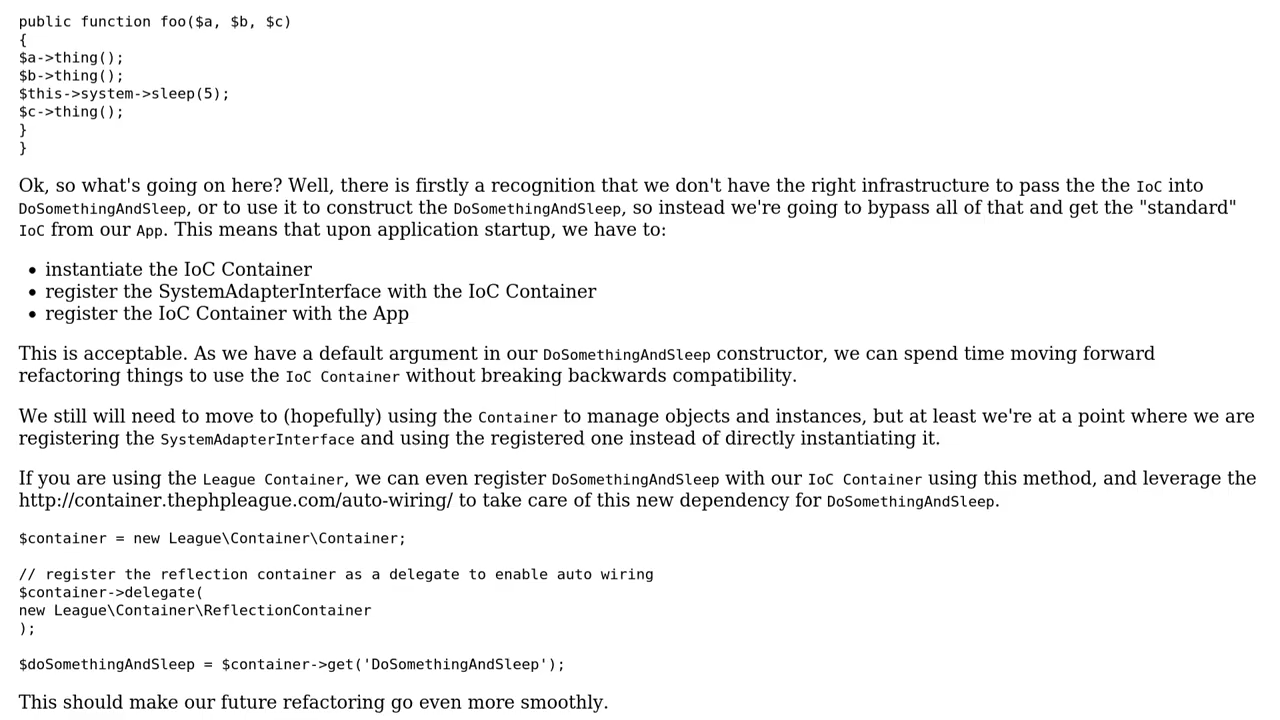 public function foo($a, $b, $c)
{
$a->thing();
$b->thing();
$this->system->sleep(5);
$c->thing();
}
}
Ok, so what's going on here? Well, there is firstly a recognition that we don't have the right infrastructure to pass the the IoC into
DoSomethingAndSleep, or to use it to construct the DoSomethingAndSleep, so instead we're going to bypass all of that and get the "standard"
IoC from our App. This means that upon application startup, we have to:
• instantiate the IoC Container
• register the SystemAdapterInterface with the IoC Container
• register the IoC Container with the App
This is acceptable. As we have a default argument in our DoSomethingAndSleep constructor, we can spend time moving forward
refactoring things to use the IoC Container without breaking backwards compatibility.
We still will need to move to (hopefully) using the Container to manage objects and instances, but at least we're at a point where we are
registering the SystemAdapterInterface and using the registered one instead of directly instantiating it.
If you are using the League Container, we can even register DoSomethingAndSleep with our IoC Container using this method, and leverage the
http://container.thephpleague.com/auto-wiring/ to take care of this new dependency for DoSomethingAndSleep.
$container = new League\Container\Container;
// register the reflection container as a delegate to enable auto wiring
$container->delegate(
new League\Container\ReflectionContainer
);
$doSomethingAndSleep = $container->get('DoSomethingAndSleep');
This should make our future refactoring go even more smoothly.